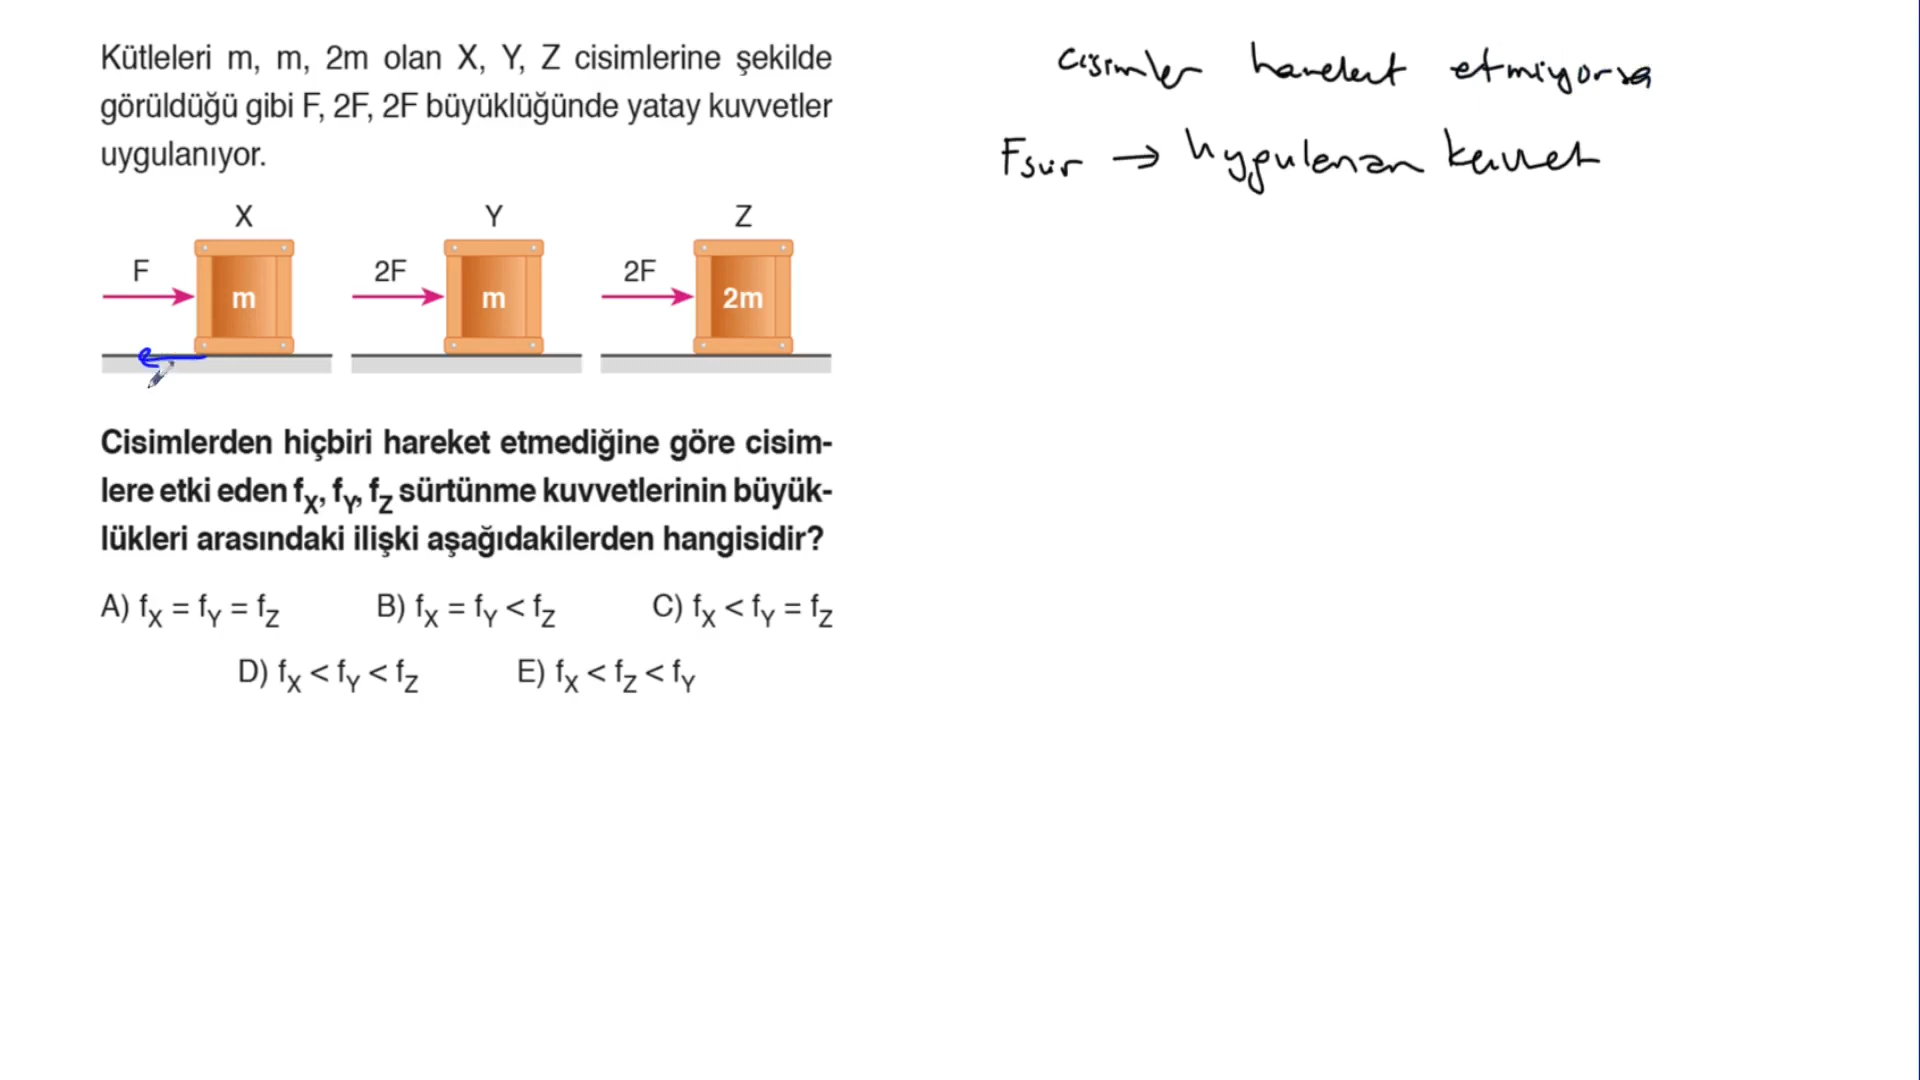 Kütleleri m, m, 2m olan X, Y, Z cisimlerine şekilde
görüldüğü gibi F, 2F, 2F büyüklüğünde yatay kuvvetler
uygulanıyor.
X Y Z
F 2F 2F
m m 2m
Cisimlerden hiçbiri hareket etmediğine göre cisim-
lere etki eden fX, fY, fZ sürtünme kuvvetlerinin büyük-
lükleri arasındaki ilişki aşağıdakilerden hangisidir?
A) fX = fY = fZ B) fX = fY < fZ C) fX < fY = fZ
D) fX < fY < fZ E) fX < fZ < fY
cisimler hareket etmiyorsa
Fsür → uygulanan kuvvet